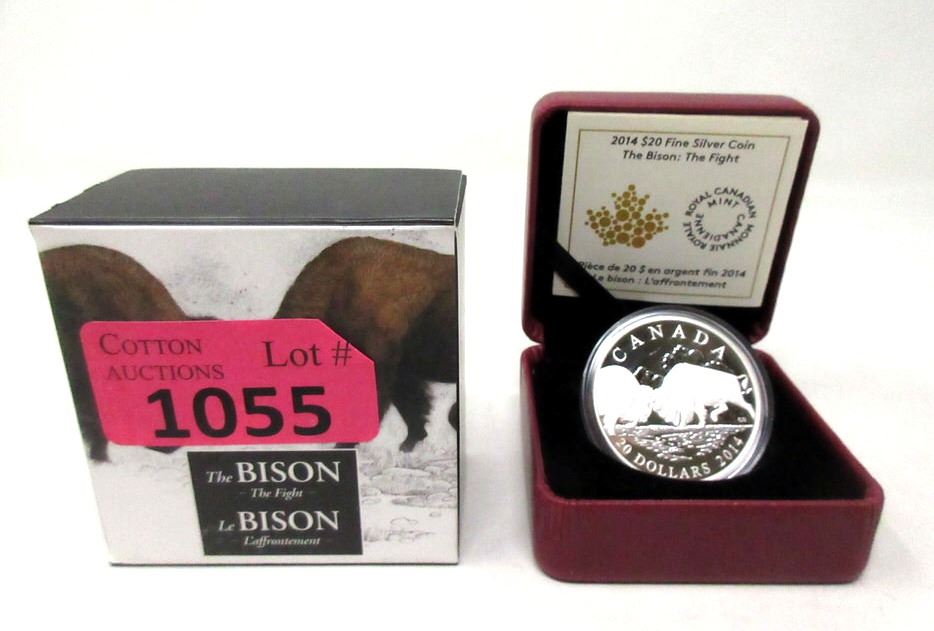 COTTON
AUCTIONS
Lot #
1055
The BISON
The Fight
Le BISON
L'affrontement
2014 $20 Fine Silver Coin
The Bison: The Fight
ROYAL CANADIAN
MINT
CANADIENNE
MONNAIE ROYALE
Pièce de 20 $ en argent fin 2014
Le bison : L'affrontement
CANADA
20 DOLLARS 2014